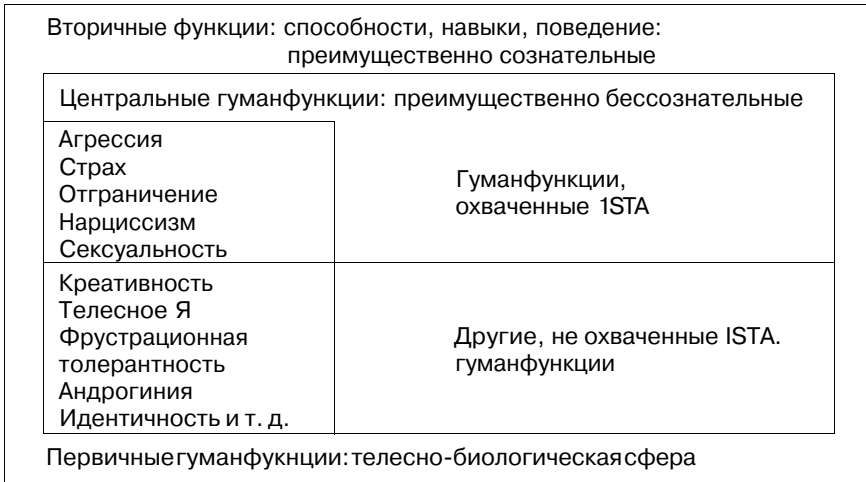 Вторичные функции: способности, навыки, поведение:
преимущественно сознательные
Центральные гуманфункции: преимущественно бессознательные
Агрессия
Страх
Отграничение
Нарциссизм
Сексуальность
Гуманфункции,
охваченные 1STA
Креативность
Телесное Я
Фрустрационная
толерантность
Андрогиния
Идентичность и т. д.
Другие, не охваченные ISTA.
гуманфункции
Первичныегуманфукнции:телесно-биологическаясфера